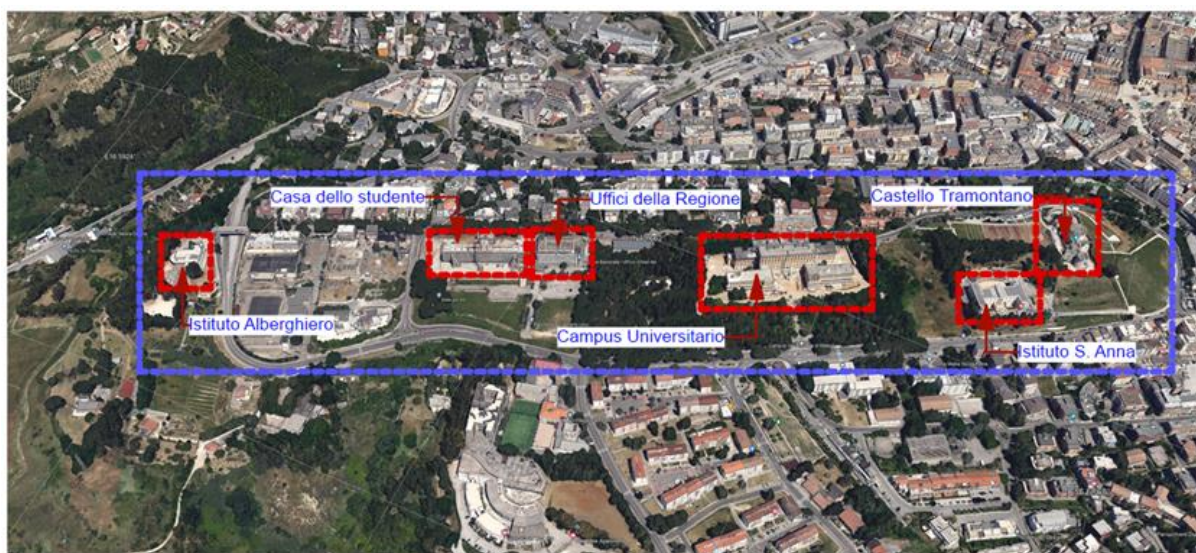 Casa dello studente
Uffici della Regione
Castello Tramontano
Istituto Alberghiero
Campus Universitario
Istituto S. Anna